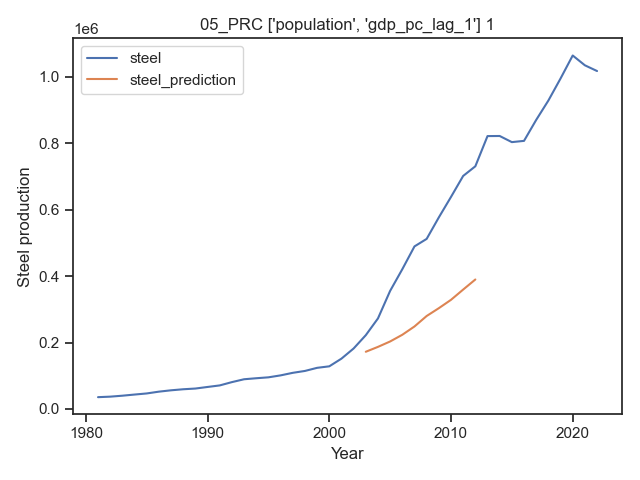 05_PRC ['population', 'gdp_pc_lag_1'] 1
1e6
steel
steel_prediction
1.0
0.8
0.6
0.4
0.2
0.0
Steel production
1980 1990 2000 2010 2020
Year